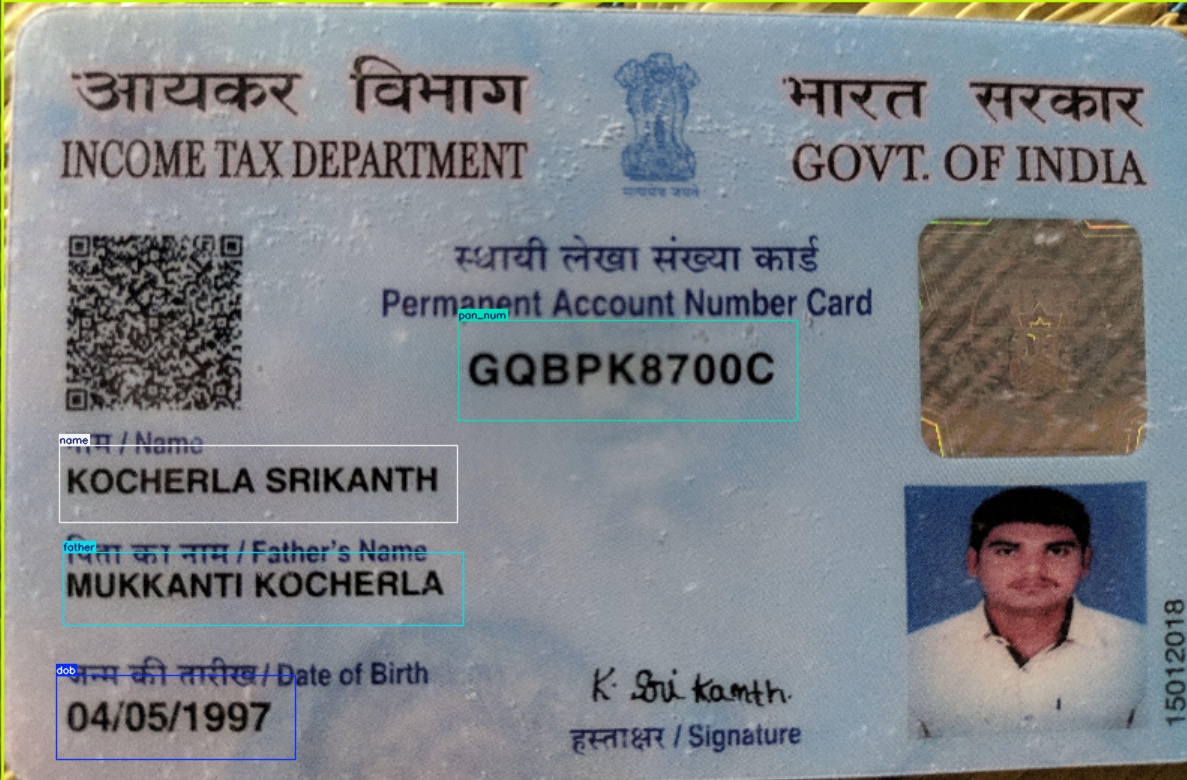 आयकर विभाग
INCOME TAX DEPARTMENT
सत्यमेव जयते
भारत सरकार
GOVT. OF INDIA
स्थायी लेखा संख्या कार्ड
Permanent Account Number Card
pan_num
GQBPK8700C
name
नाम / Name
KOCHERLA SRIKANTH
father
पिता का नाम / Father's Name
MUKKANTI KOCHERLA
dob
जन्म की तारीख / Date of Birth
04/05/1997
K. Srikanth.
हस्ताक्षर / Signature
15012018